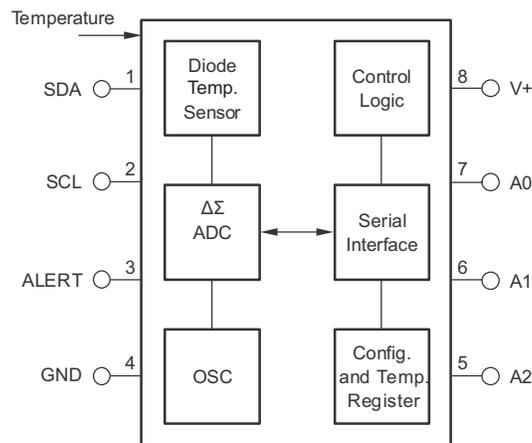 Temperature
1
SDA
Diode
Temp.
Sensor
Control
Logic
8
V+
2
SCL
ΔΣ
ADC
Serial
Interface
7
A0
3
ALERT
6
A1
4
GND
OSC
Config.
and Temp.
Register
5
A2